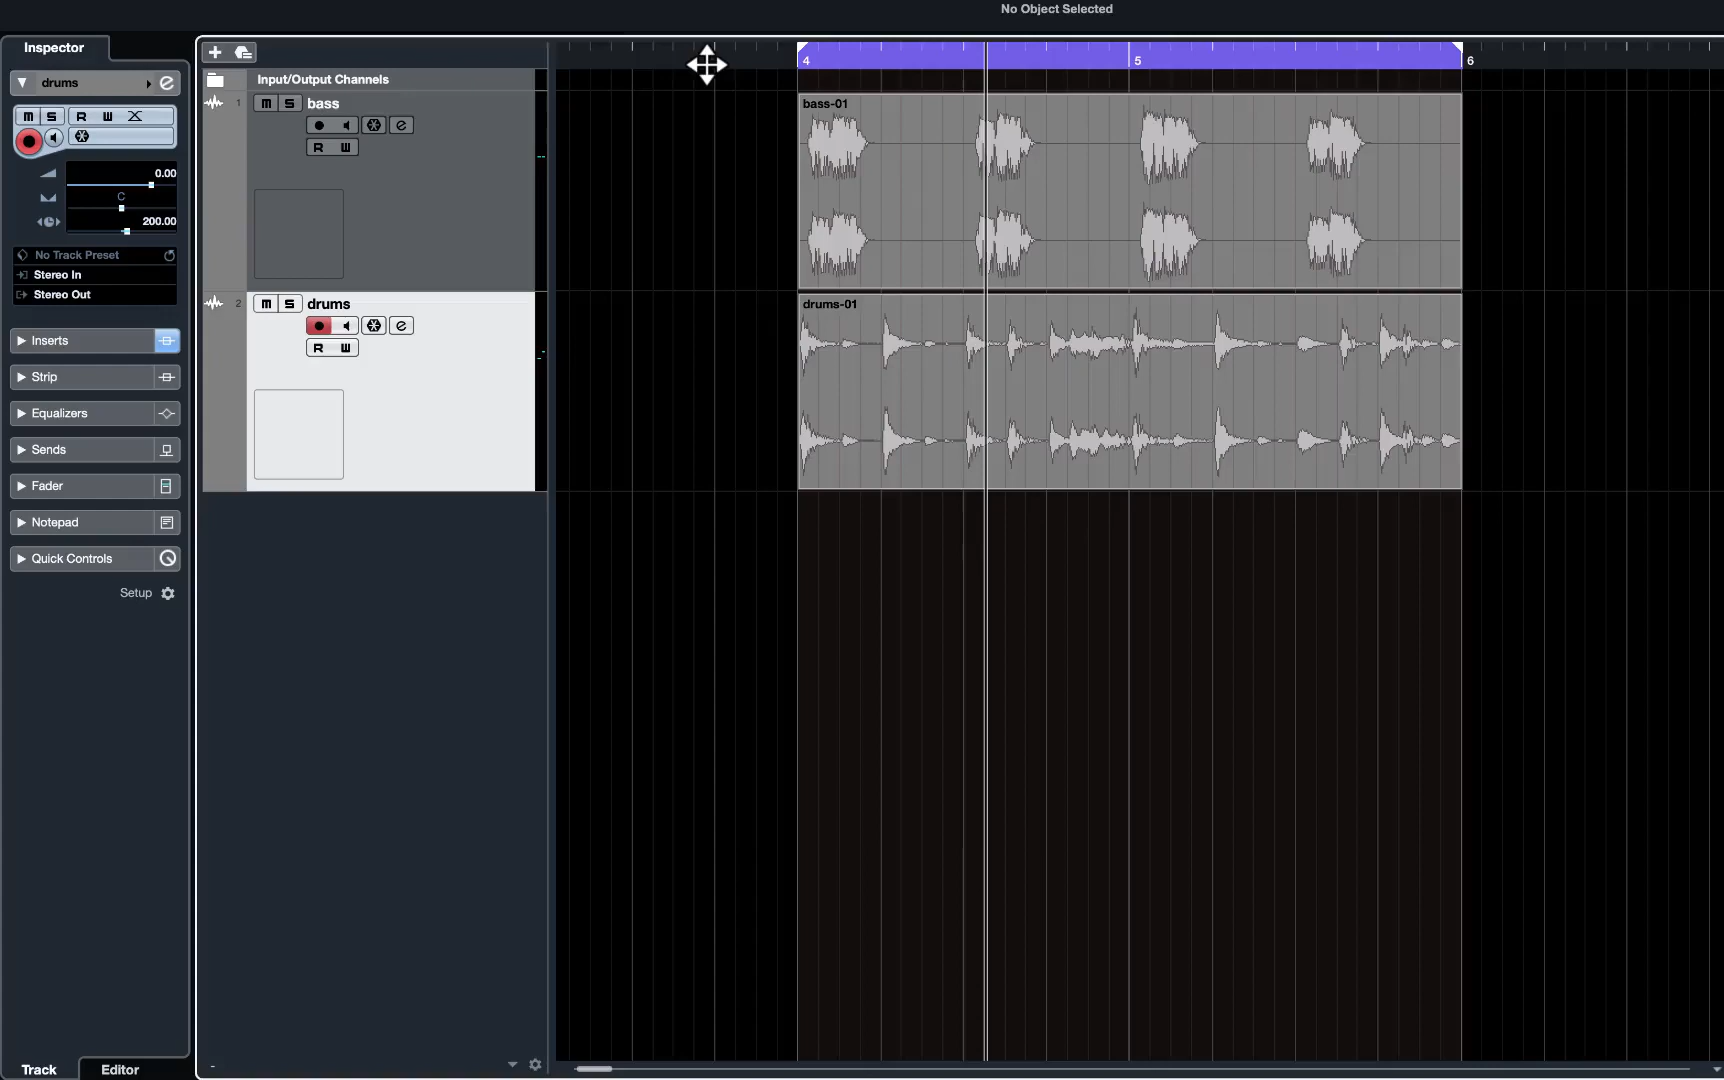 No Object Selected
Inspector
drums
m S R W
0.00
C
200.00
No Track Preset
Stereo In
Stereo Out
Inserts
Strip
Equalizers
Sends
Fader
Notepad
Quick Controls
Setup
Track
Editor
Input/Output Channels
1 m S bass
e
R W
2 m S drums
e
R W
4 5 6
bass-01
drums-01